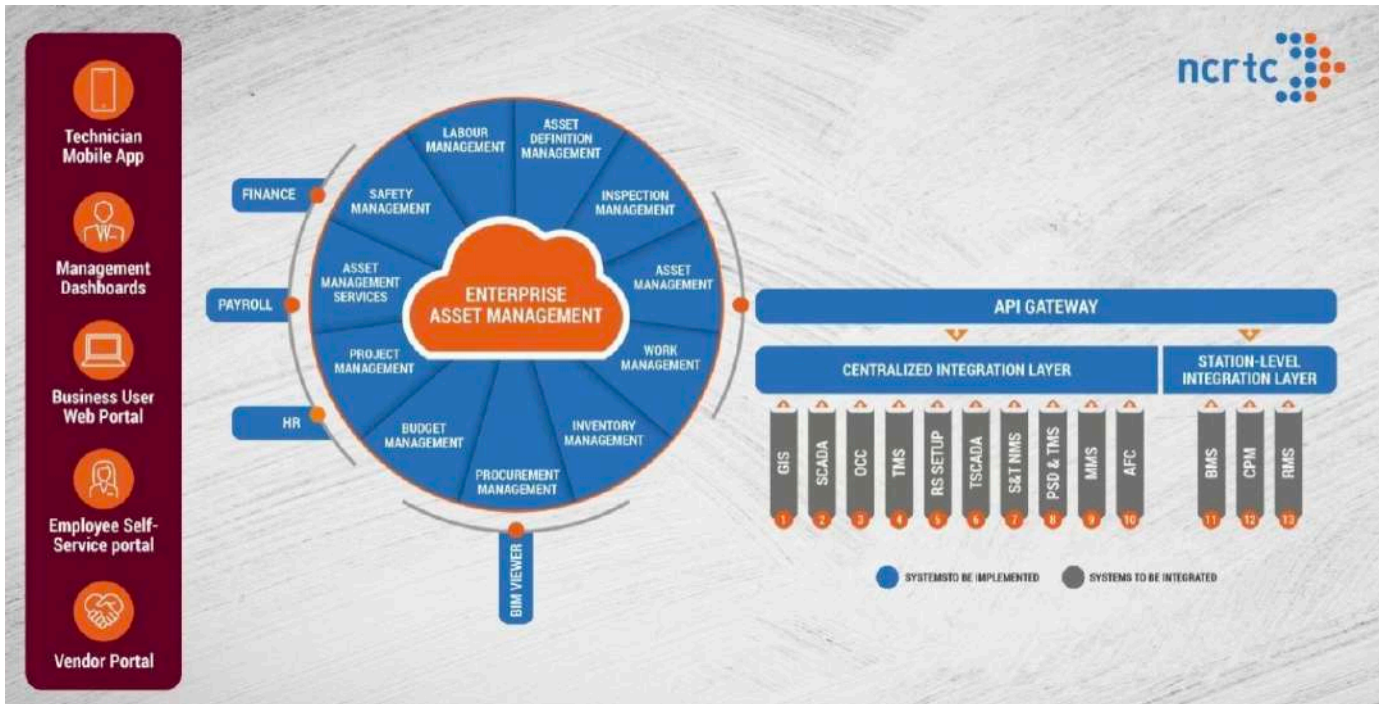 Technician
Mobile App
Management
Dashboards
Business User
Web Portal
Employee Self-
Service portal
Vendor Portal
FINANCE
PAYROLL
HR
LABOUR
MANAGEMENT
ASSET
DEFINITION
MANAGEMENT
INSPECTION
MANAGEMENT
ASSET
MANAGEMENT
WORK
MANAGEMENT
INVENTORY
MANAGEMENT
PROCUREMENT
MANAGEMENT
BUDGET
MANAGEMENT
PROJECT
MANAGEMENT
ASSET
MANAGEMENT
SERVICES
SAFETY
MANAGEMENT
ENTERPRISE
ASSET MANAGEMENT
BIM VIEWER
ncrtc
API GATEWAY
CENTRALIZED INTEGRATION LAYER
STATION-LEVEL
INTEGRATION LAYER
GIS
SCADA
OCC
TMS
RS SETUP
TSCADA
S&T NMS
PSD & TMS
MMS
AFC
BMS
CPM
RMS
1
2
3
4
5
6
7
8
9
10
11
12
13
SYSTEMSTO BE IMPLEMENTED
SYSTEMS TO BE INTEGRATED